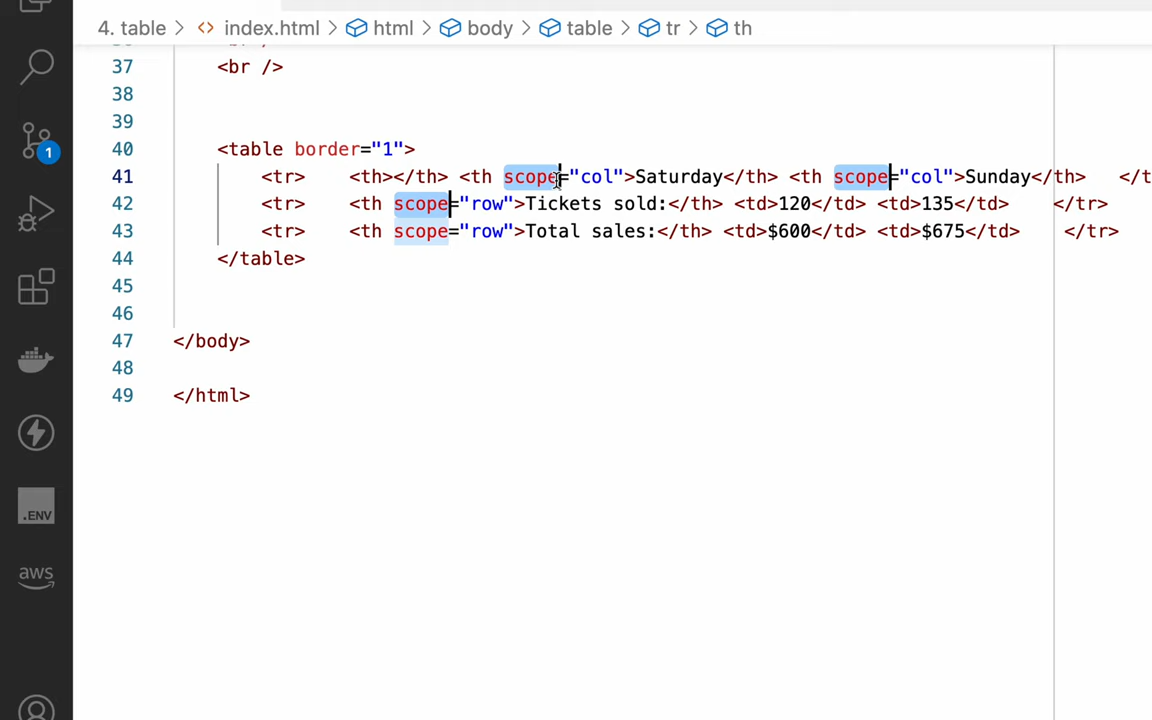 4. table > <> index.html > html > body > table > tr > th
37 <br />
38
39
40 <table border="1">
41 <tr> <th></th> <th scope="col">Saturday</th> <th scope="col">Sunday</th> </t
42 <tr> <th scope="row">Tickets sold:</th> <td>120</td> <td>135</td> </tr>
43 <tr> <th scope="row">Total sales:</th> <td>$600</td> <td>$675</td> </tr>
44 </table>
45
46
47 </body>
48
49 </html>
1
.ENV
aws